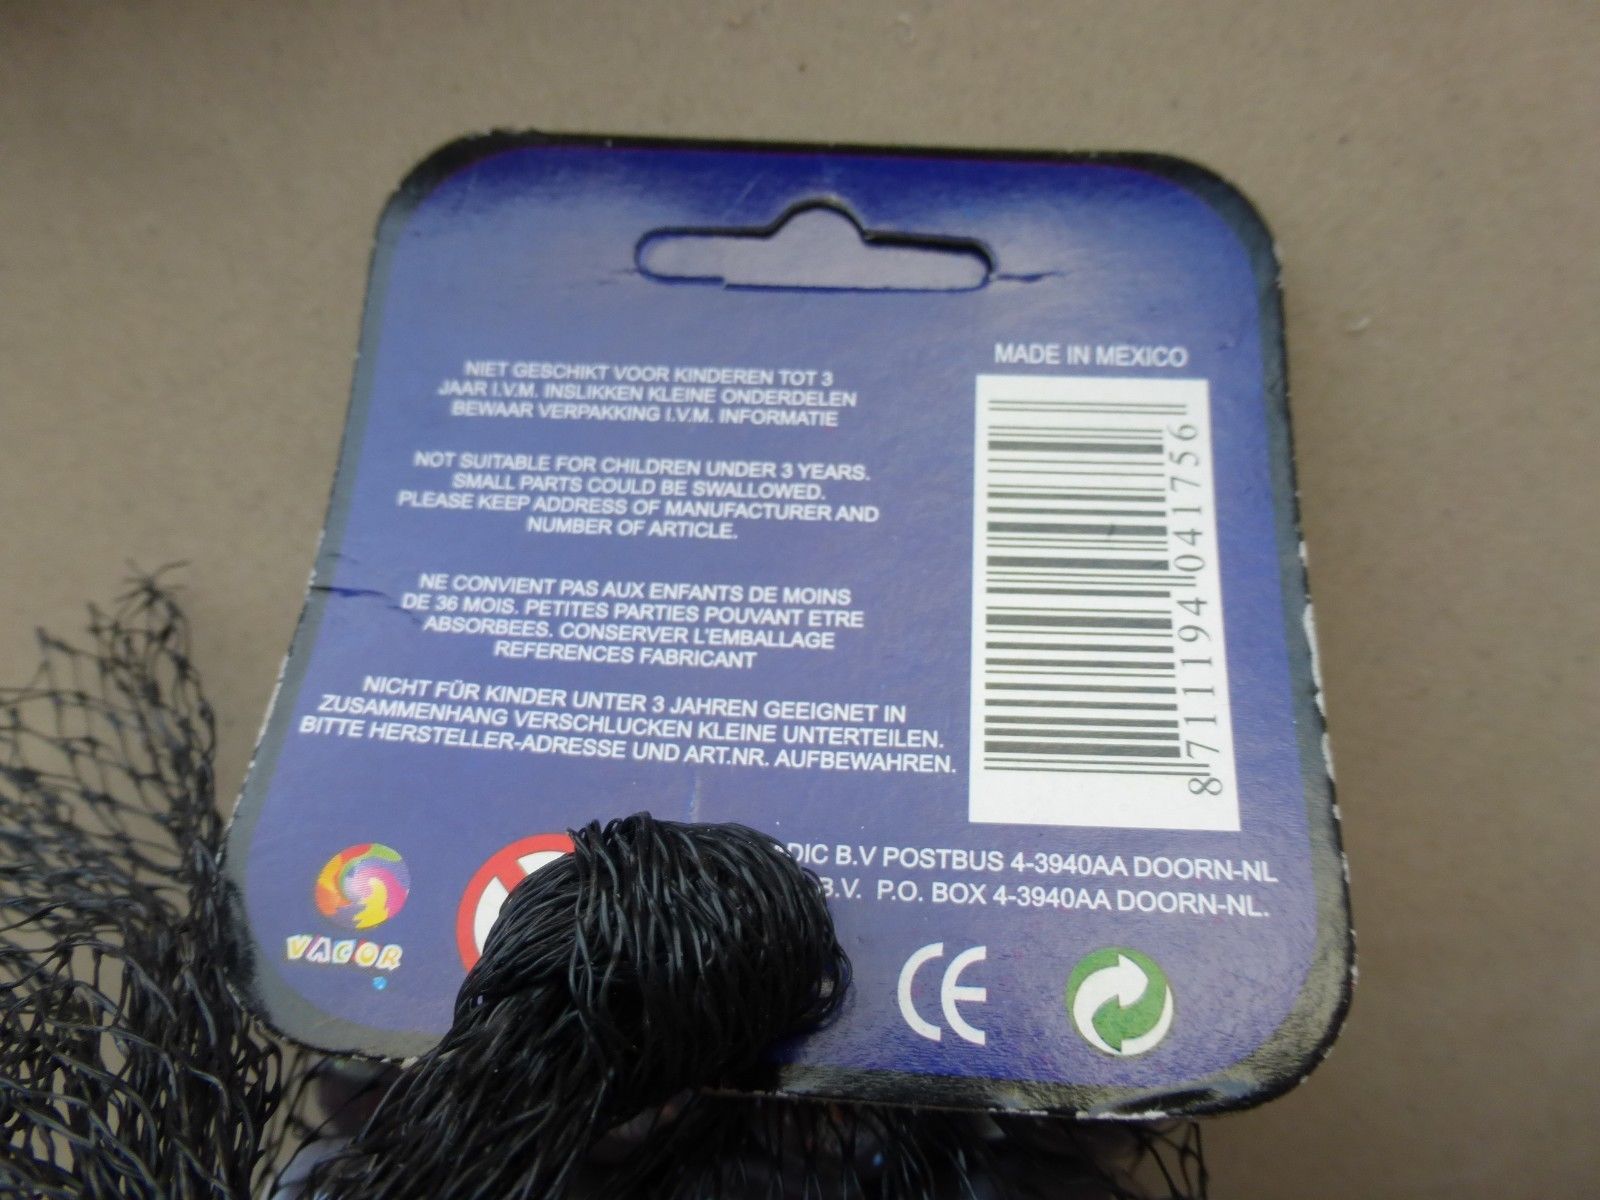 MADE IN MEXICO
NIET GESCHIKT VOOR KINDEREN TOT 3
JAAR I.V.M. INSLIKKEN KLEINE ONDERDELEN
BEWAAR VERPAKKING I.V.M. INFORMATIE
NOT SUITABLE FOR CHILDREN UNDER 3 YEARS.
SMALL PARTS COULD BE SWALLOWED.
PLEASE KEEP ADDRESS OF MANUFACTURER AND
NUMBER OF ARTICLE.
NE CONVIENT PAS AUX ENFANTS DE MOINS
DE 36 MOIS. PETITES PARTIES POUVANT ETRE
ABSORBEES. CONSERVER L'EMBALLAGE
REFERENCES FABRICANT
NICHT FÜR KINDER UNTER 3 JAHREN GEEIGNET IN
ZUSAMMENHANG VERSCHLUCKEN KLEINE UNTERTEILEN.
BITTE HERSTELLER-ADRESSE UND ART.NR. AUFBEWAHREN.
8 711194 041756
VACOR
B.V POSTBUS 4-3940AA DOORN-NL
B.V. P.O. BOX 4-3940AA DOORN-NL.
CE